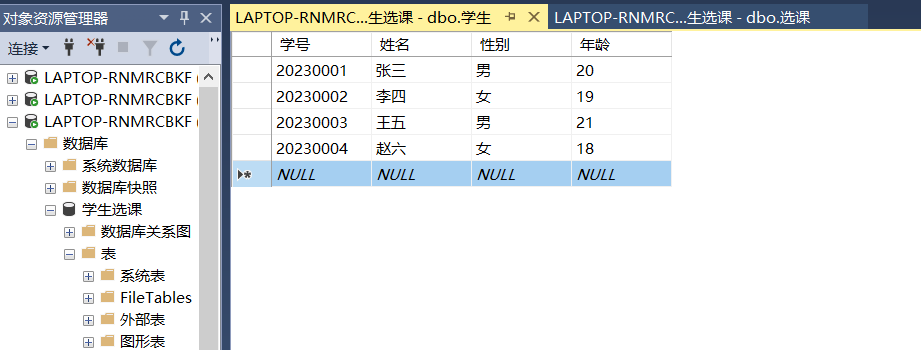 对象资源管理器
连接
LAPTOP-RNMRCBKF (
LAPTOP-RNMRCBKF (
LAPTOP-RNMRCBKF (
数据库
系统数据库
数据库快照
学生选课
数据库关系图
表
系统表
FileTables
外部表
图形表
LAPTOP-RNMRC...生选课 - dbo.学生
LAPTOP-RNMRC...生选课 - dbo.选课
学号 姓名 性别 年龄
20230001 张三 男 20
20230002 李四 女 19
20230003 王五 男 21
20230004 赵六 女 18
NULL NULL NULL NULL